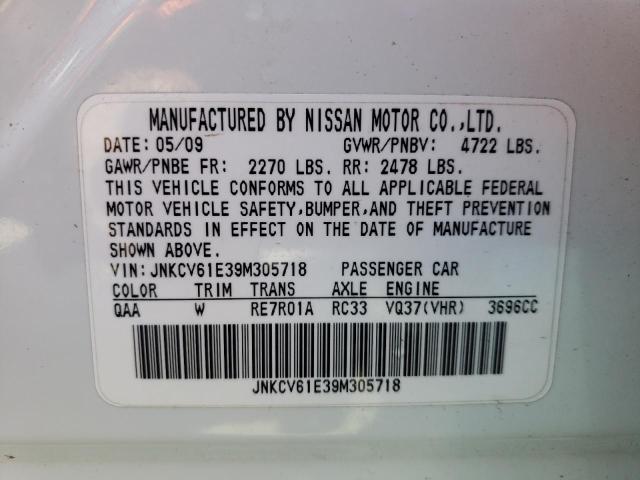 MANUFACTURED BY NISSAN MOTOR CO.,LTD.
DATE: 05/09 GVWR/PNBV: 4722 LBS.
GAWR/PNBE FR: 2270 LBS. RR: 2478 LBS.
THIS VEHICLE CONFORMS TO ALL APPLICABLE FEDERAL
MOTOR VEHICLE SAFETY,BUMPER,AND THEFT PREVENTION
STANDARDS IN EFFECT ON THE DATE OF MANUFACTURE
SHOWN ABOVE.
VIN: JNKCV61E39M305718 PASSENGER CAR
COLOR TRIM TRANS AXLE ENGINE
QAA W RE7R01A RC33 VQ37(VHR) 3696CC
JNKCV61E39M305718